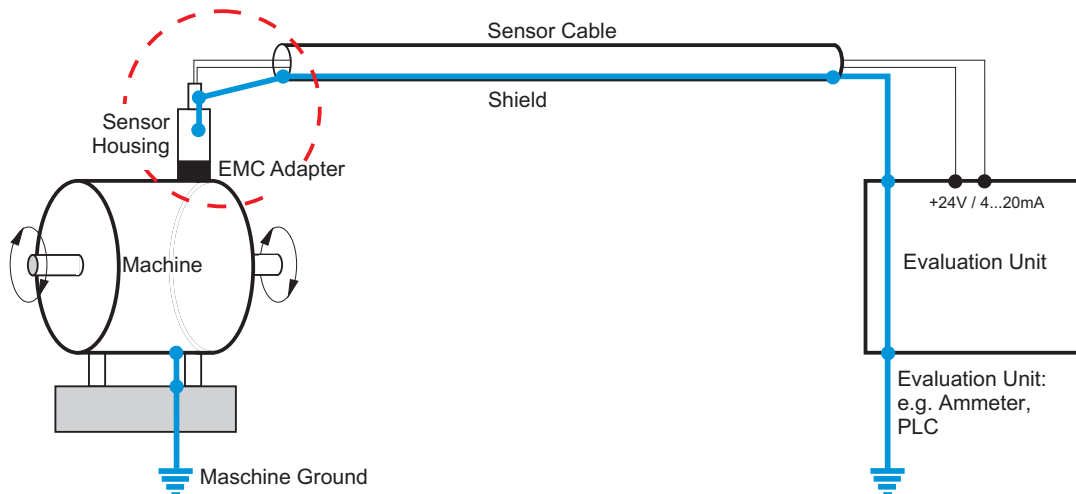 Sensor Cable
Shield
Sensor
Housing
EMC Adapter
+24V / 4...20mA
Machine
Evaluation Unit
Evaluation Unit:
e.g. Ammeter,
PLC
Maschine Ground